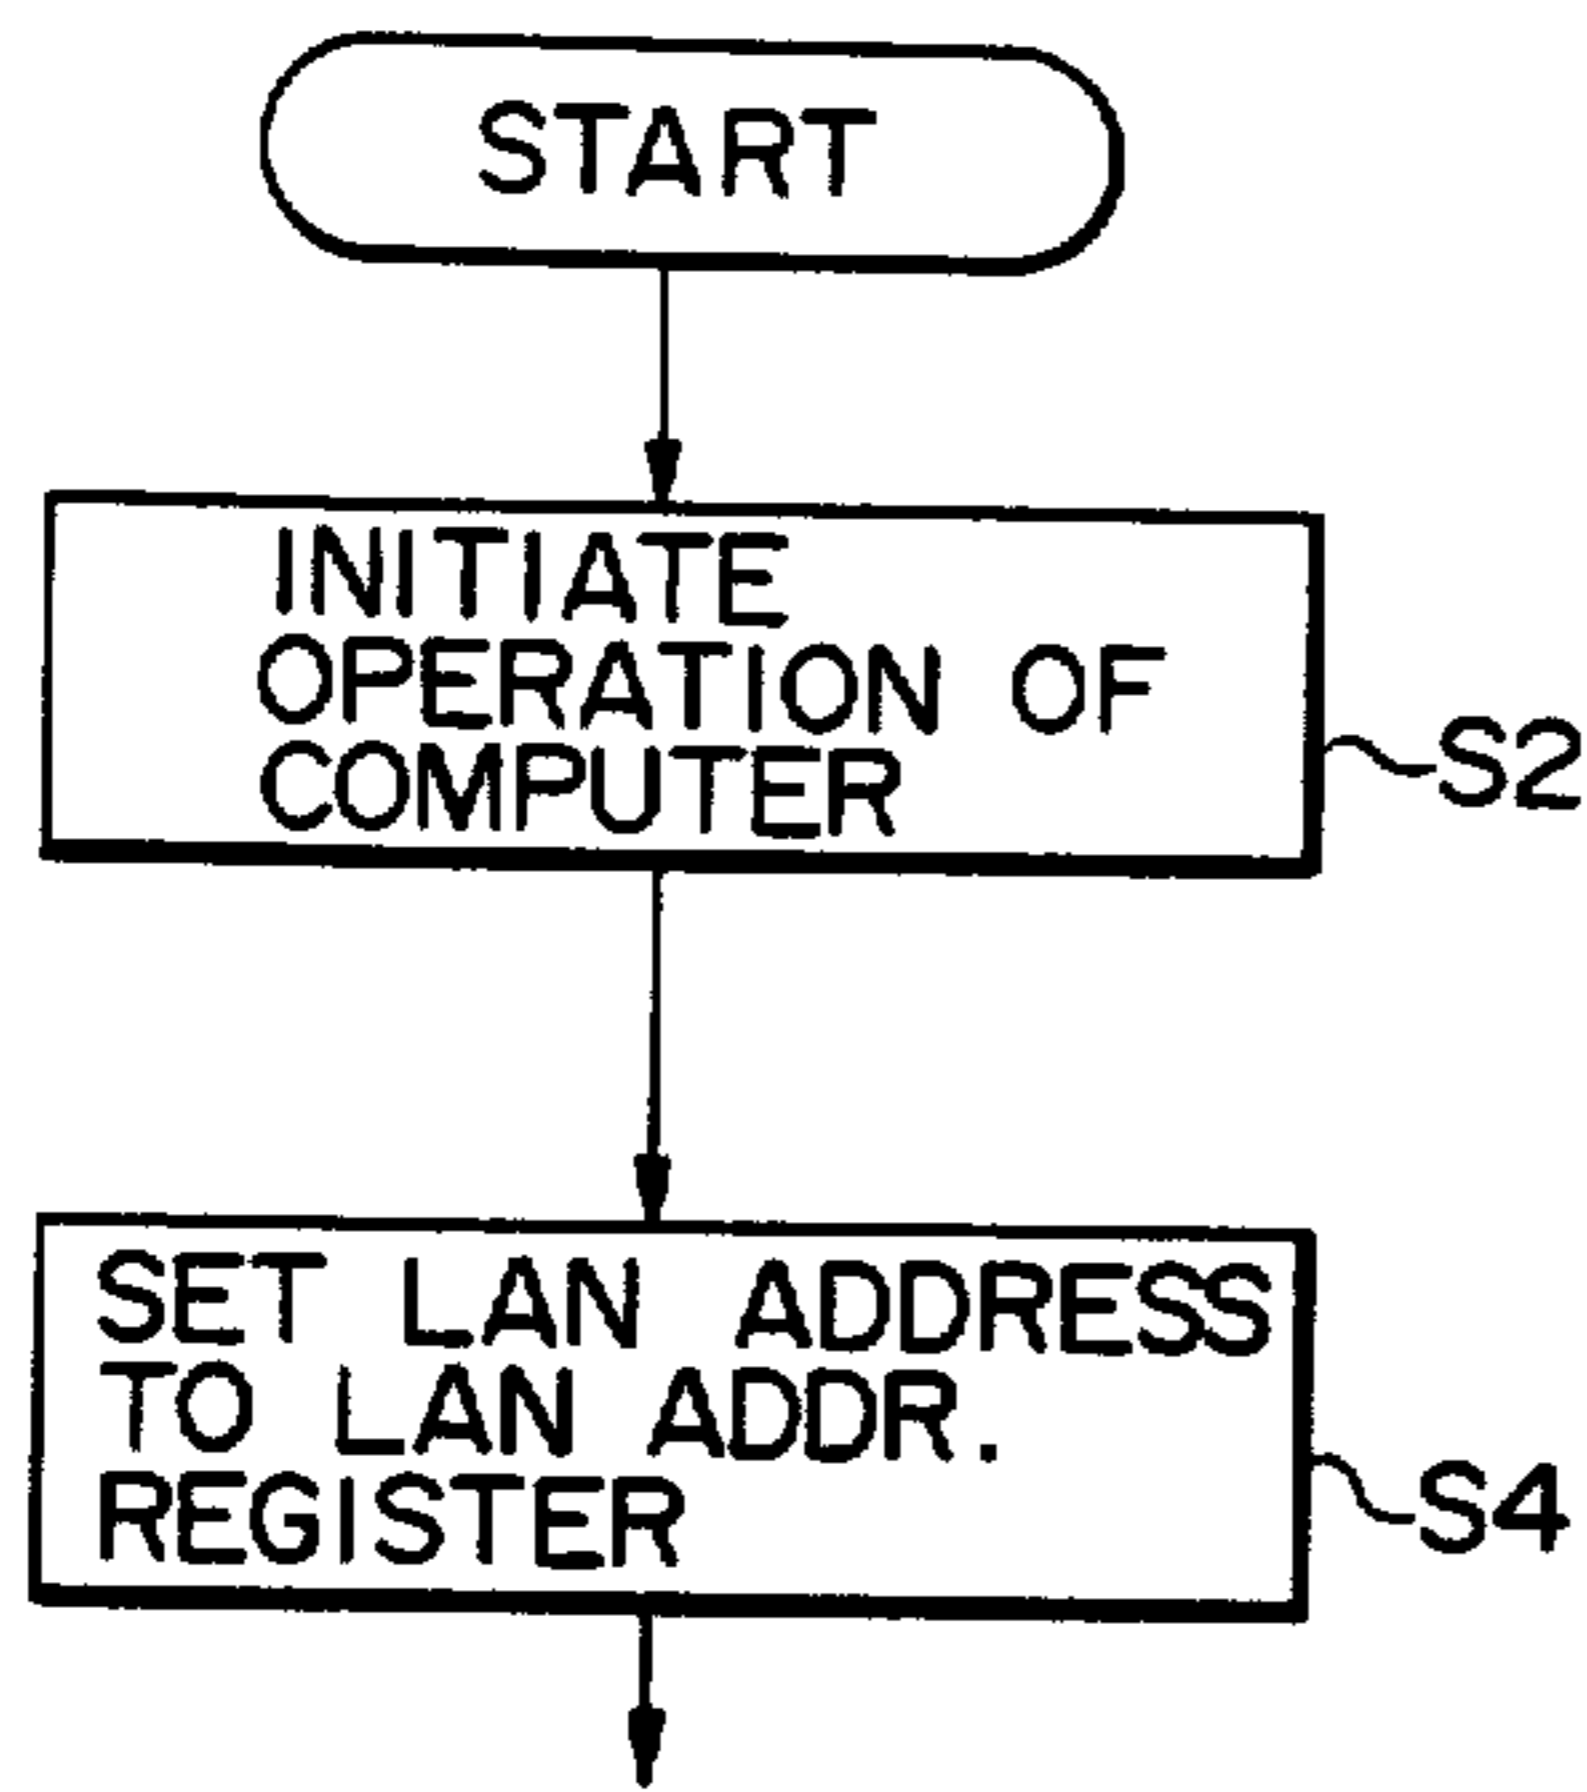 START
INITIATE
OPERATION OF
COMPUTER
S2
SET LAN ADDRESS
TO LAN ADDR.
REGISTER
S4